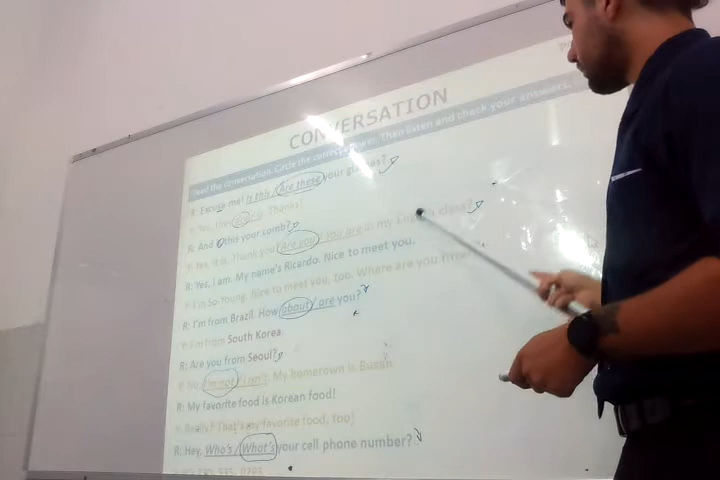 CONVERSATION
Read the conversation. Circle the correct answer. Then listen and check your answers.
R: Excuse me! Is this / Are these your glasses?
Y: Yes, they are / is. Thanks!
R: And is this your comb?
Y: Yes, it is. Thank you. Are you / You are in my English class?
R: Yes, I am. My name's Ricardo. Nice to meet you.
Y: I'm So-Young. Nice to meet you, too. Where are you from?
R: I'm from Brazil. How about / are you?
Y: I'm from South Korea.
R: Are you from Seoul?
Y: No, I'm not / isn't. My hometown is Busan.
R: My favorite food is Korean food!
Y: Really? That's my favorite food, too!
R: Hey, Who's / What's your cell phone number?